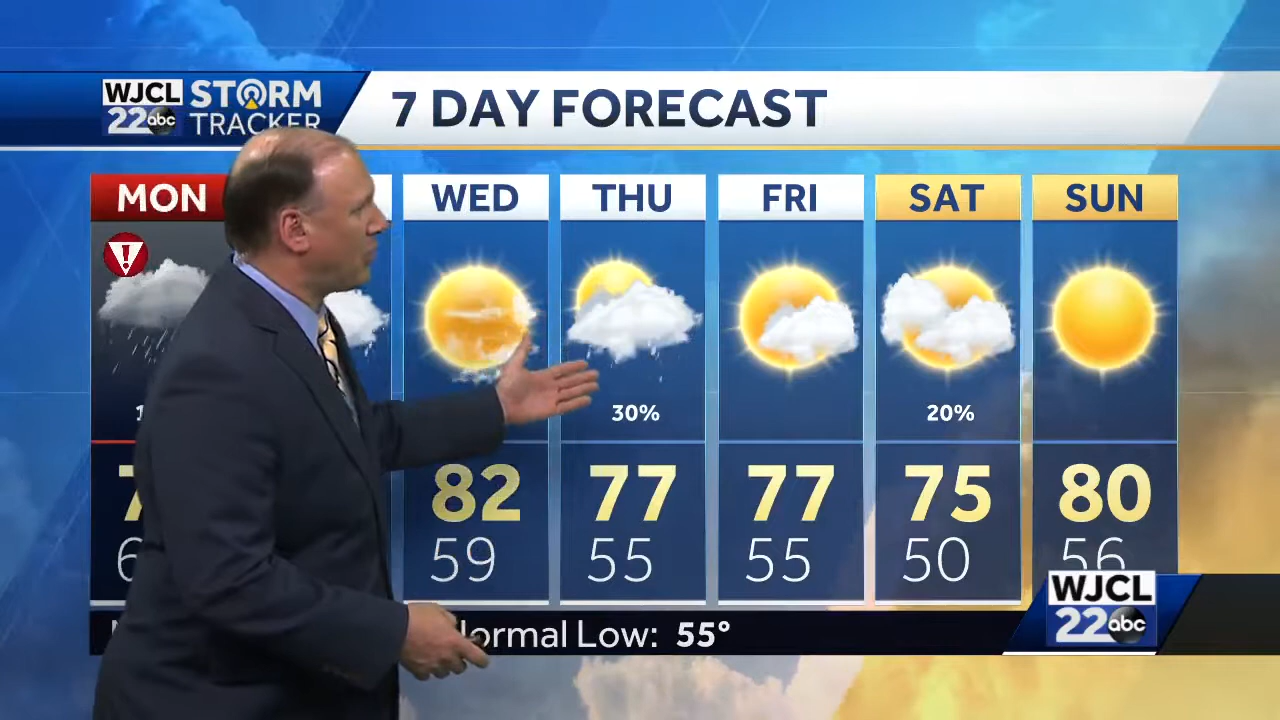 WJCL STORM
22 abc TRACKER
7 DAY FORECAST
MON WED THU FRI SAT SUN
30% 20%
82 77 77 75 80
59 55 55 50 56
ormal Low: 55°
WJCL
22 abc